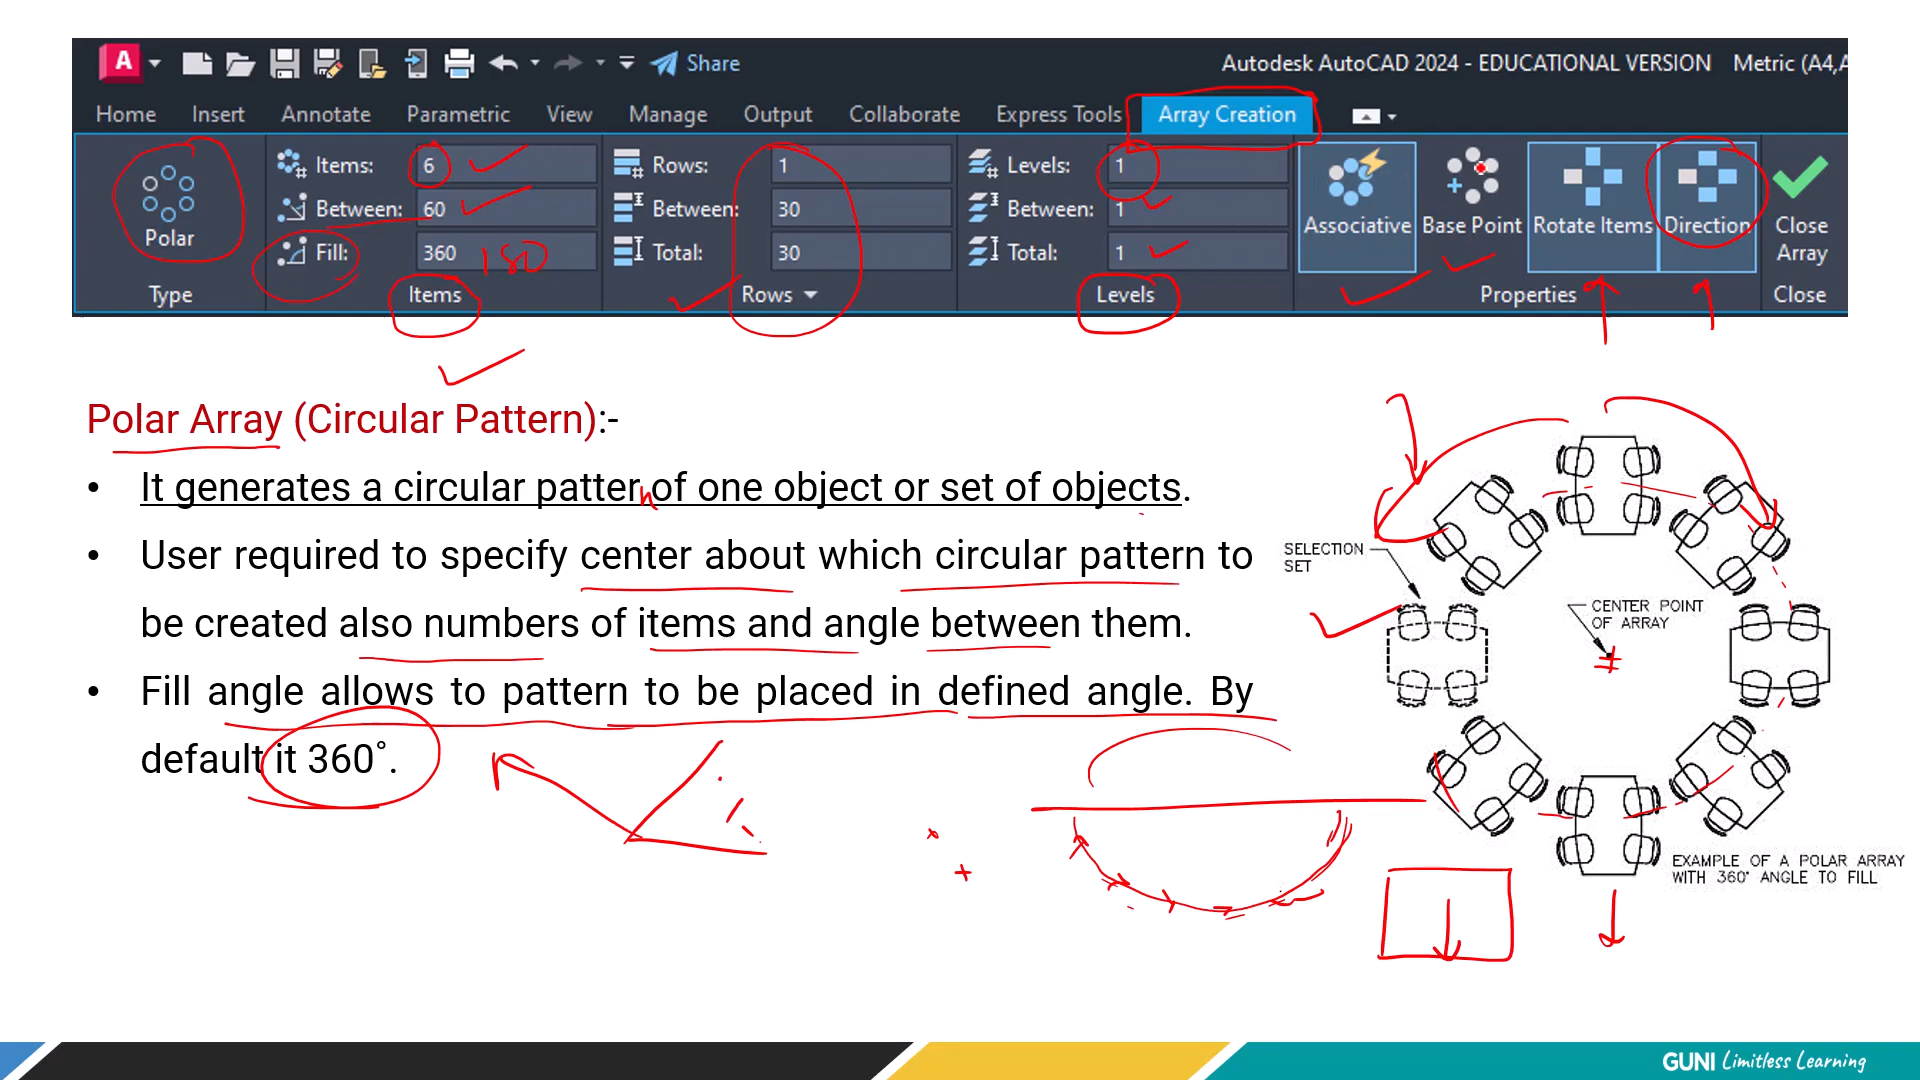 A Share Autodesk AutoCAD 2024 - EDUCATIONAL VERSION Metric (A4,A
Home Insert Annotate Parametric View Manage Output Collaborate Express Tools Array Creation
Items: 6 Rows: 1 Levels: 1
Between: 60 Between: 30 Between: 1
Polar Associative Base Point Rotate Items Direction Close
Fill: 360 180 Total: 30 Total: 1 Array
Type Items Rows Levels Properties Close
Polar Array (Circular Pattern):-
• It generates a circular pattern of one object or set of objects.
• User required to specify center about which circular pattern to
be created also numbers of items and angle between them.
• Fill angle allows to pattern to be placed in defined angle. By
default it 360°.
SELECTION
SET
CENTER POINT
OF ARRAY
EXAMPLE OF A POLAR ARRAY
WITH 360° ANGLE TO FILL
GUNI Limitless Learning